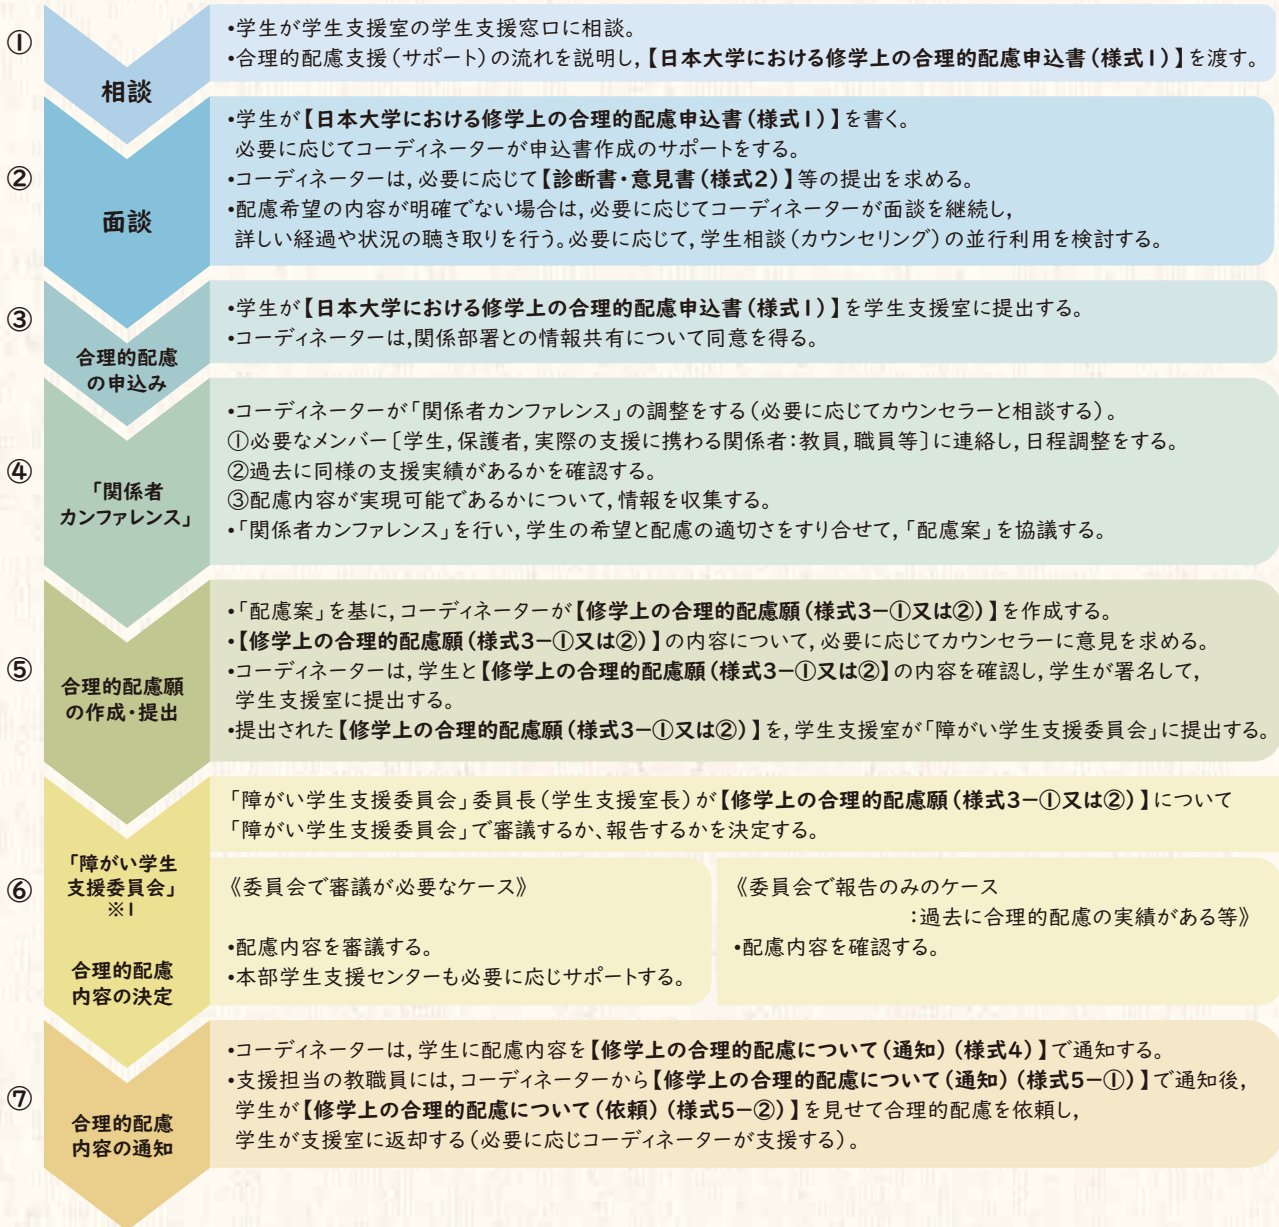 ①
相談
•学生が学生支援室の学生支援窓口に相談。
•合理的配慮支援（サポート）の流れを説明し，【日本大学における修学上の合理的配慮申込書（様式1）】を渡す。
②
面談
•学生が【日本大学における修学上の合理的配慮申込書（様式1）】を書く。
必要に応じてコーディネーターが申込書作成のサポートをする。
•コーディネーターは，必要に応じて【診断書・意見書（様式2）】等の提出を求める。
•配慮希望の内容が明確でない場合は，必要に応じてコーディネーターが面談を継続し，
詳しい経過や状況の聴き取りを行う。必要に応じて，学生相談（カウンセリング）の並行利用を検討する。
③
合理的配慮
の申込み
•学生が【日本大学における修学上の合理的配慮申込書（様式1）】を学生支援室に提出する。
•コーディネーターは，関係部署との情報共有について同意を得る。
④
「関係者
カンファレンス」
•コーディネーターが「関係者カンファレンス」の調整をする（必要に応じてカウンセラーと相談する）。
①必要なメンバー〔学生，保護者，実際の支援に携わる関係者：教員，職員等〕に連絡し，日程調整をする。
②過去に同様の支援実績があるかを確認する。
③配慮内容が実現可能であるかについて，情報を収集する。
•「関係者カンファレンス」を行い，学生の希望と配慮の適切さをすり合せて，「配慮案」を協議する。
⑤
合理的配慮願
の作成・提出
•「配慮案」を基に，コーディネーターが【修学上の合理的配慮願（様式3－①又は②）】を作成する。
•【修学上の合理的配慮願（様式3－①又は②）】の内容について，必要に応じてカウンセラーに意見を求める。
•コーディネーターは，学生と【修学上の合理的配慮願（様式3－①又は②】の内容を確認し，学生が署名して，
学生支援室に提出する。
•提出された【修学上の合理的配慮願（様式3－①又は②）】を，学生支援室が「障がい学生支援委員会」に提出する。
⑥
「障がい学生
支援委員会」
※1
合理的配慮
内容の決定
「障がい学生支援委員会」委員長（学生支援室長）が【修学上の合理的配慮願（様式3－①又は②）】について
「障がい学生支援委員会」で審議するか、報告するかを決定する。
《委員会で審議が必要なケース》
•配慮内容を審議する。
•本部学生支援センターも必要に応じサポートする。
《委員会で報告のみのケース
：過去に合理的配慮の実績がある等》
•配慮内容を確認する。
⑦
合理的配慮
内容の通知
•コーディネーターは，学生に配慮内容を【修学上の合理的配慮について（通知）（様式4）】で通知する。
•支援担当の教職員には，コーディネーターから【修学上の合理的配慮について（通知）（様式5－①）】で通知後，
学生が【修学上の合理的配慮について（依頼）（様式5－②）】を見せて合理的配慮を依頼し，
学生が支援室に返却する（必要に応じコーディネーターが支援する）。